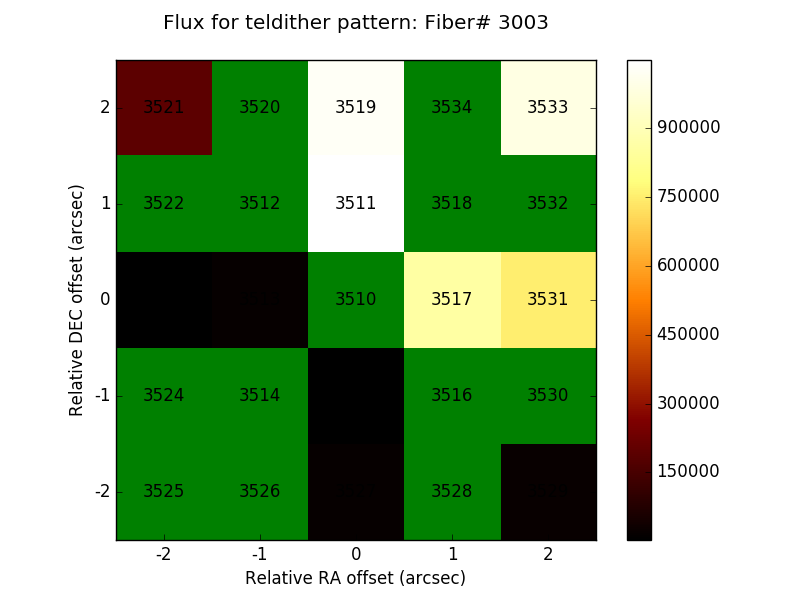 Flux for teldither pattern: Fiber# 3003
Relative DEC offset (arcsec)
2
1
0
-1
-2
3521 3520 3519 3534 3533
3522 3512 3511 3518 3532
3510 3517 3531
3524 3514 3516 3530
3525 3526 3528
-2 -1 0 1 2
Relative RA offset (arcsec)
900000
750000
600000
450000
300000
150000